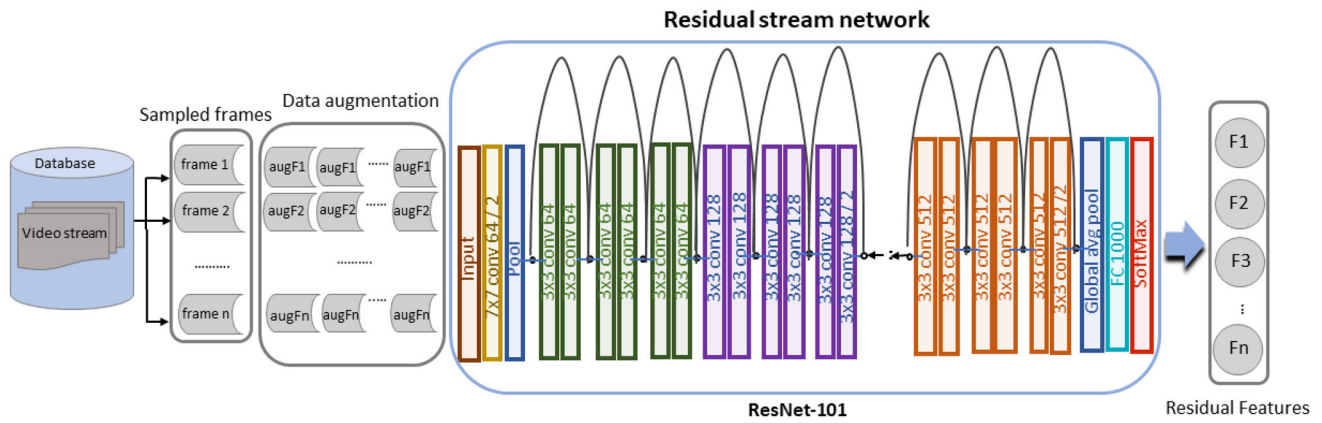 Residual stream network
Data augmentation
Sampled frames
Database
Video stream
frame 1
frame 2
..........
frame n
augF1 augF1 ...... augF1
augF2 augF2 ...... augF2
..........
augFn augFn ...... augFn
Input
7x7 conv 64 / 2
Pool
3x3 conv 64
3x3 conv 64
3x3 conv 64
3x3 conv 64
3x3 conv 64
3x3 conv 64
3x3 conv 128
3x3 conv 128
3x3 conv 128
3x3 conv 128
3x3 conv 128
3x3 conv 128 / 2
3x3 conv 512
3x3 conv 512
3x3 conv 512
3x3 conv 512
3x3 conv 512
3x3 conv 512 /2
Global avg pool
FC 1000
SoftMax
F1
F2
F3
...
Fn
ResNet-101
Residual Features